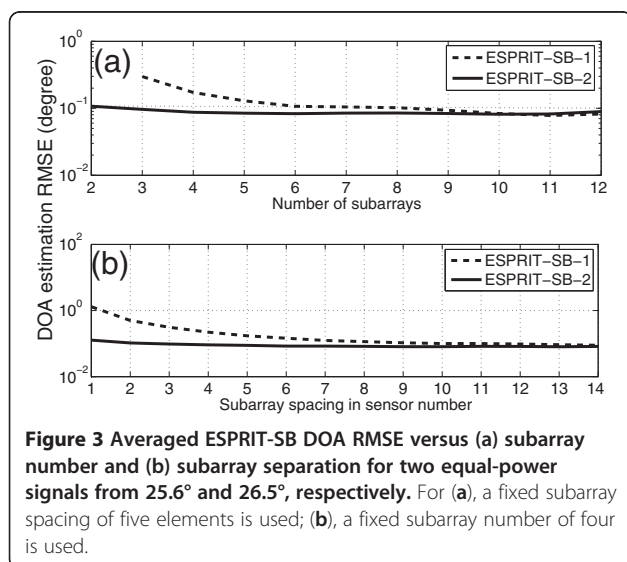 (a)
ESPRIT−SB−1
ESPRIT−SB−2
10^0
10^−1
10^−2
2 3 4 5 6 7 8 9 10 11 12
Number of subarrays
DOA estimation RMSE (degree)
(b)
ESPRIT−SB−1
ESPRIT−SB−2
10^2
10^0
10^−2
1 2 3 4 5 6 7 8 9 10 11 12 13 14
Subarray spacing in sensor number
Figure 3 Averaged ESPRIT-SB DOA RMSE versus (a) subarray
number and (b) subarray separation for two equal-power
signals from 25.6° and 26.5°, respectively. For (a), a fixed subarray
spacing of five elements is used; (b), a fixed subarray number of four
is used.